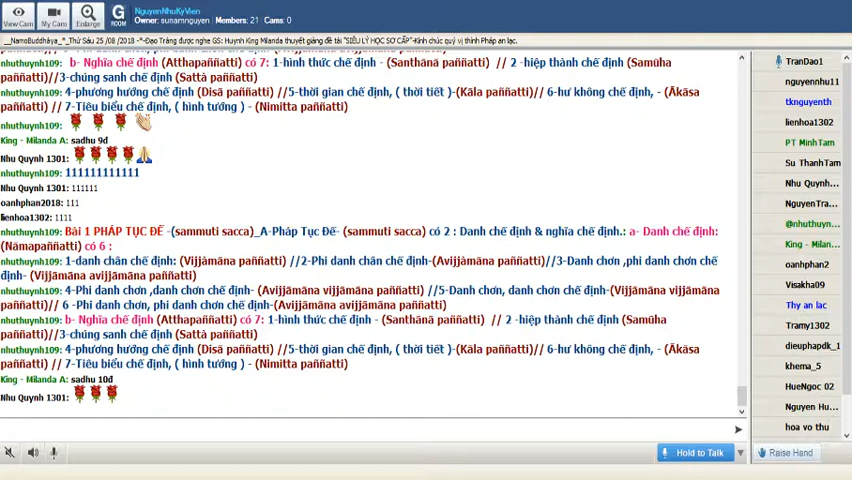 NguyenNhuKyVien
Owner: sunamnguyen | Members: 21 | Cams: 0
View Cam
My Cam
Enlarge
G
ROOM
__NamoBuddhàya_*_Thứ Sáu 25 /08 /2018 -*-Đạo Tràng được nghe GS: Huynh King Milanda thuyết giảng đề tài "SIÊU LÝ HỌC SƠ CẤP"-Kính chúc quý vị thính Pháp an lạc.
b- Nghĩa chế định (Atthapaññatti) có 7: 1-hình thức chế định - (Santhāna paññatti) // 2 -hiệp thành chế định (Samūha
paññatti)//3-chúng sanh chế định (Sattà paññatti)
nhuthuynh109: 4-phương hướng chế định (Disā paññatti) //5-thời gian chế định, ( thời tiết )-(Kāla paññatti)// 6-hư không chế định, - (Ākāsa
paññatti) // 7-Tiêu biểu chế định, ( hình tướng ) - (Nimitta paññatti)
nhuthuynh109:
King - Milanda A: sadhu 9đ
Nhu Quynh 1301:
nhuthuynh109: 111111111111
Nhu Quynh 1301: 111111
oanhphan2018: 111
lienhoa1302: 1111
nhuthuynh109: Bài 1 PHÁP TỤC ĐẾ -(sammuti sacca)_A-Pháp Tục Đế- (sammuti sacca) có 2 : Danh chế định & nghĩa chế định.: a- Danh chế định:
(Nāmapaññatti) có 6 :
nhuthuynh109: 1-danh chân chế định: (Vijjàmāna paññatti) //2-Phi danh chân chế định-(Avijjàmāna paññatti)//3-Danh chơn ,phi danh chơn chế
định- (Vijjāmāna avijjāmāna paññatti)
nhuthuynh109: 4-Phi danh chơn ,danh chơn chế định- (Avijjāmāna vijjāmāna paññatti) //5-Danh chơn, danh chơn chế định-(Vijjāmāna vijjāmāna
paññatti)// 6 -Phi danh chơn, phi danh chơn chế định-(Avijjāmāna avijjāmāna paññatti)
nhuthuynh109: b- Nghĩa chế định (Atthapaññatti) có 7: 1-hình thức chế định - (Santhāna paññatti) // 2 -hiệp thành chế định (Samūha
paññatti)//3-chúng sanh chế định (Sattà paññatti)
nhuthuynh109: 4-phương hướng chế định (Disā paññatti) //5-thời gian chế định, ( thời tiết )-(Kāla paññatti)// 6-hư không chế định, - (Ākāsa
paññatti) // 7-Tiêu biểu chế định, ( hình tướng ) - (Nimitta paññatti)
King - Milanda A: sadhu 10đ
Nhu Quynh 1301:
Hold to Talk
Raise Hand
TranDao1
nguyennhu11
tknguyenth
lienhoa1302
PT MinhTam
Su ThanhTam
Nhu Quynh...
NguyenTra...
@nhuthuyn...
King - Milan...
oanhphan2
Visakha09
Thy an lac
Tramy1302
dieuphapdk_1
khema_5
HueNgoc 02
Nguyen Hu...
hoa vo thu